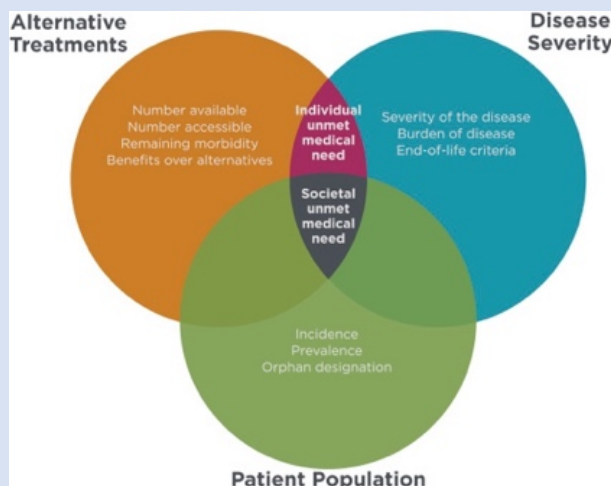 Alternative
Treatments
Disease
Severity
Number available
Number accessible
Remaining morbidity
Benefits over alternatives
Individual
unmet
medical
need
Severity of the disease
Burden of disease
End-of-life criteria
Societal
unmet
medical
need
Incidence
Prevalence
Orphan designation
Patient Population